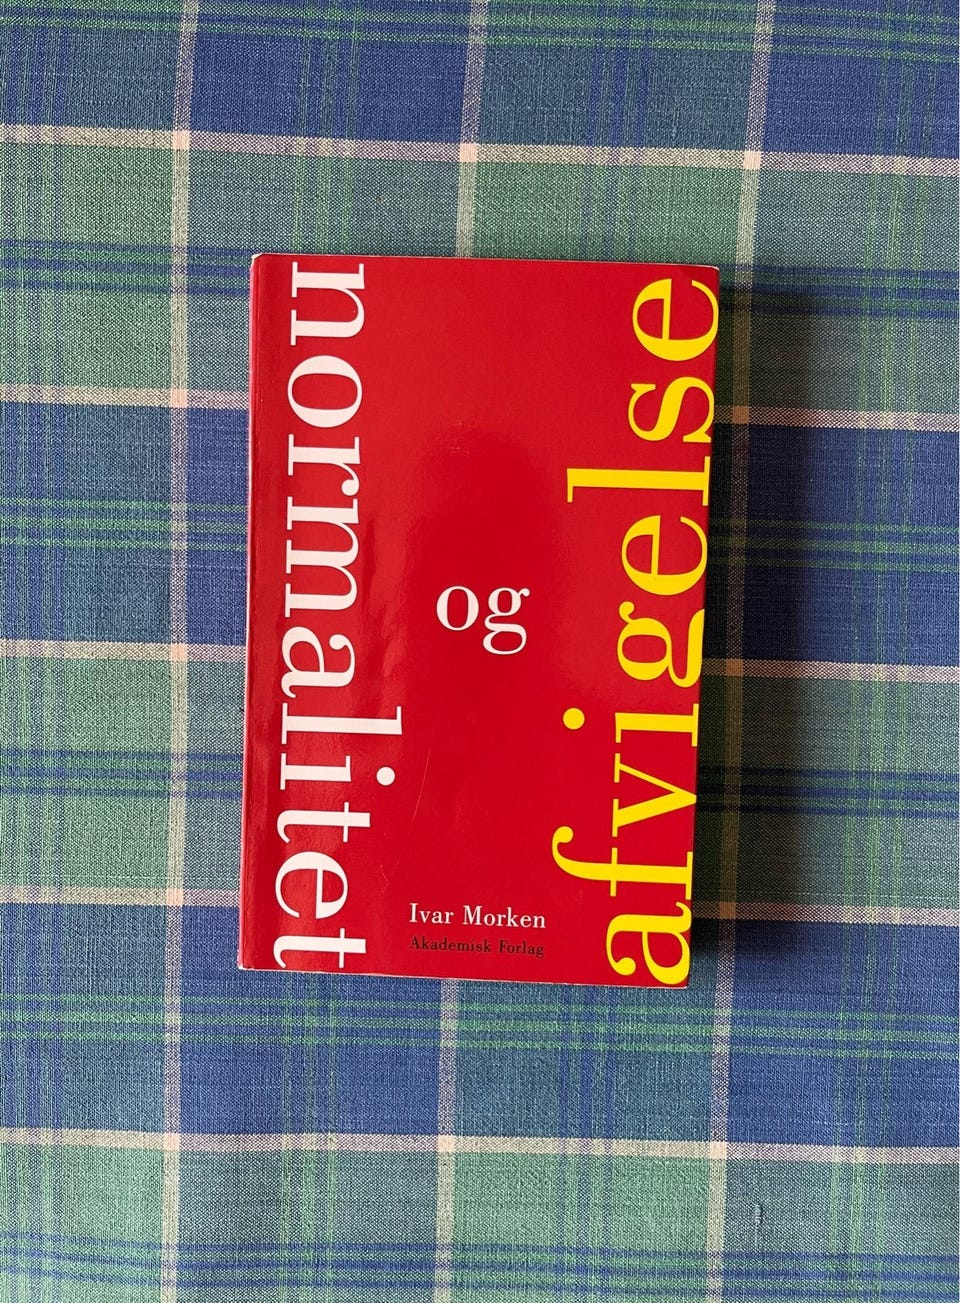 normalitet
og
afvigelse
Ivar Morken
Akademisk Forlag